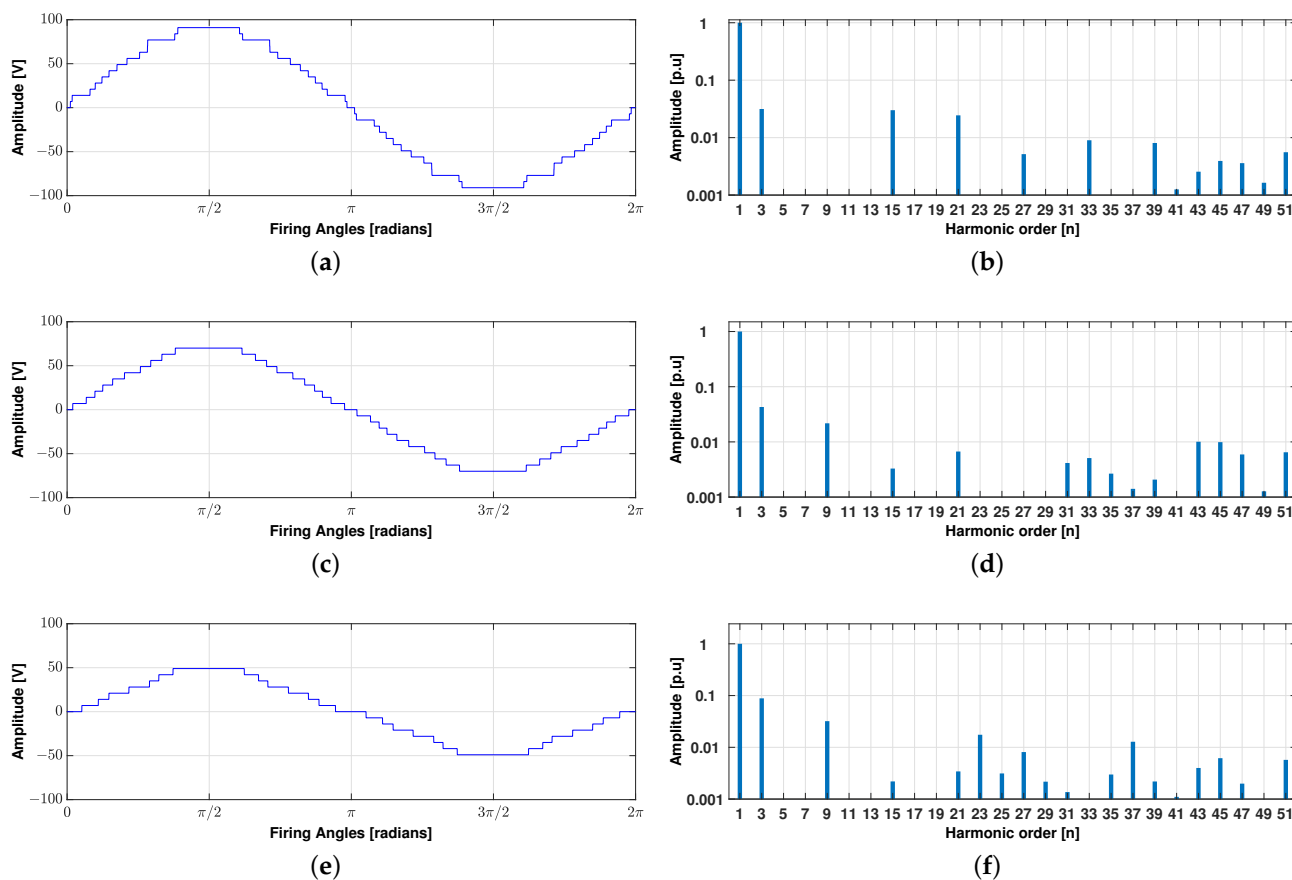 100
50
0
−50
−100
Amplitude [V]
0 π/2 π 3π/2 2π
Firing Angles [radians]
(a)
1
0.1
0.01
0.001
Amplitude [p.u]
1 3 5 7 9 11 13 15 17 19 21 23 25 27 29 31 33 35 37 39 41 43 45 47 49 51
Harmonic order [n]
(b)
100
50
0
−50
−100
Amplitude [V]
0 π/2 π 3π/2 2π
Firing Angles [radians]
(c)
1
0.1
0.01
0.001
Amplitude [p.u]
1 3 5 7 9 11 13 15 17 19 21 23 25 27 29 31 33 35 37 39 41 43 45 47 49 51
Harmonic order [n]
(d)
100
50
0
−50
−100
Amplitude [V]
0 π/2 π 3π/2 2π
Firing Angles [radians]
(e)
1
0.1
0.01
0.001
Amplitude [p.u]
1 3 5 7 9 11 13 15 17 19 21 23 25 27 29 31 33 35 37 39 41 43 45 47 49 51
Harmonic order [n]
(f)